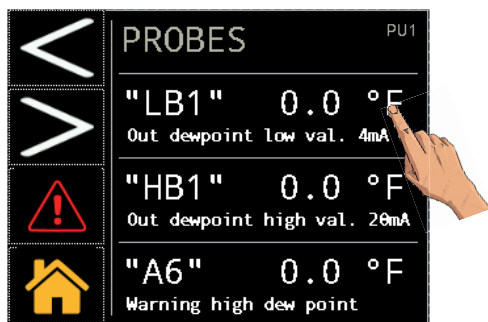 PROBES
PU1
"LB1" 0.0 °F
Out dewpoint low val. 4mA
"HB1" 0.0 °F
Out dewpoint high val. 20mA
"A6" 0.0 °F
Warning high dew point